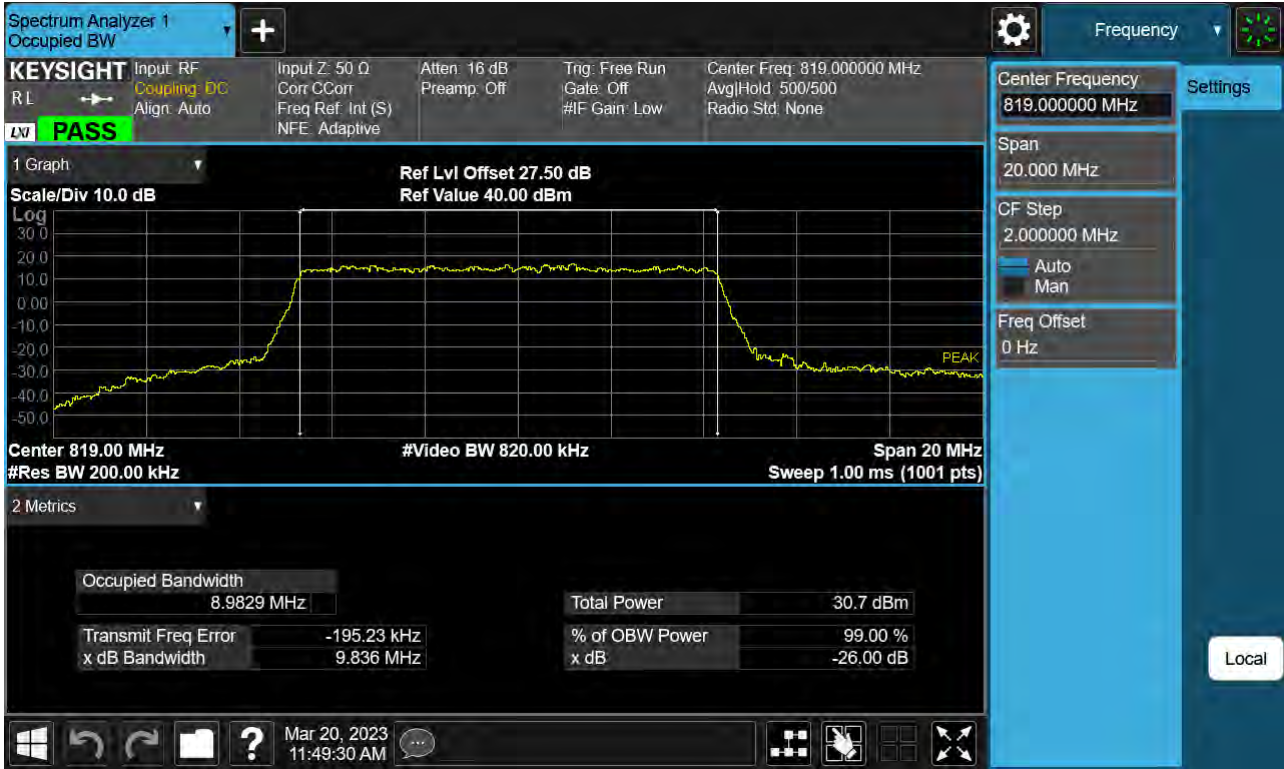 Spectrum Analyzer 1
Occupied BW
+
Frequency
KEYSIGHT
RL
LXI
PASS
Input: RF
Coupling: DC
Align: Auto
Input Z: 50 Ω
Corr CCorr
Freq Ref: Int (S)
NFE: Adaptive
Atten: 16 dB
Preamp: Off
Trig: Free Run
Gate: Off
#IF Gain: Low
Center Freq: 819.000000 MHz
Avg|Hold: 500/500
Radio Std: None
Center Frequency
819.000000 MHz
Settings
Span
20.000 MHz
CF Step
2.000000 MHz
Auto
Man
Freq Offset
0 Hz
Local
1 Graph
Scale/Div 10.0 dB
Ref Lvl Offset 27.50 dB
Ref Value 40.00 dBm
Log
30.0
20.0
10.0
0.00
-10.0
-20.0
-30.0
-40.0
-50.0
PEAK
Center 819.00 MHz
#Video BW 820.00 kHz
Span 20 MHz
#Res BW 200.00 kHz
Sweep 1.00 ms (1001 pts)
2 Metrics
Occupied Bandwidth
8.9829 MHz
Total Power 30.7 dBm
Transmit Freq Error -195.23 kHz
% of OBW Power 99.00 %
x dB Bandwidth 9.836 MHz
x dB -26.00 dB
?
Mar 20, 2023
11:49:30 AM